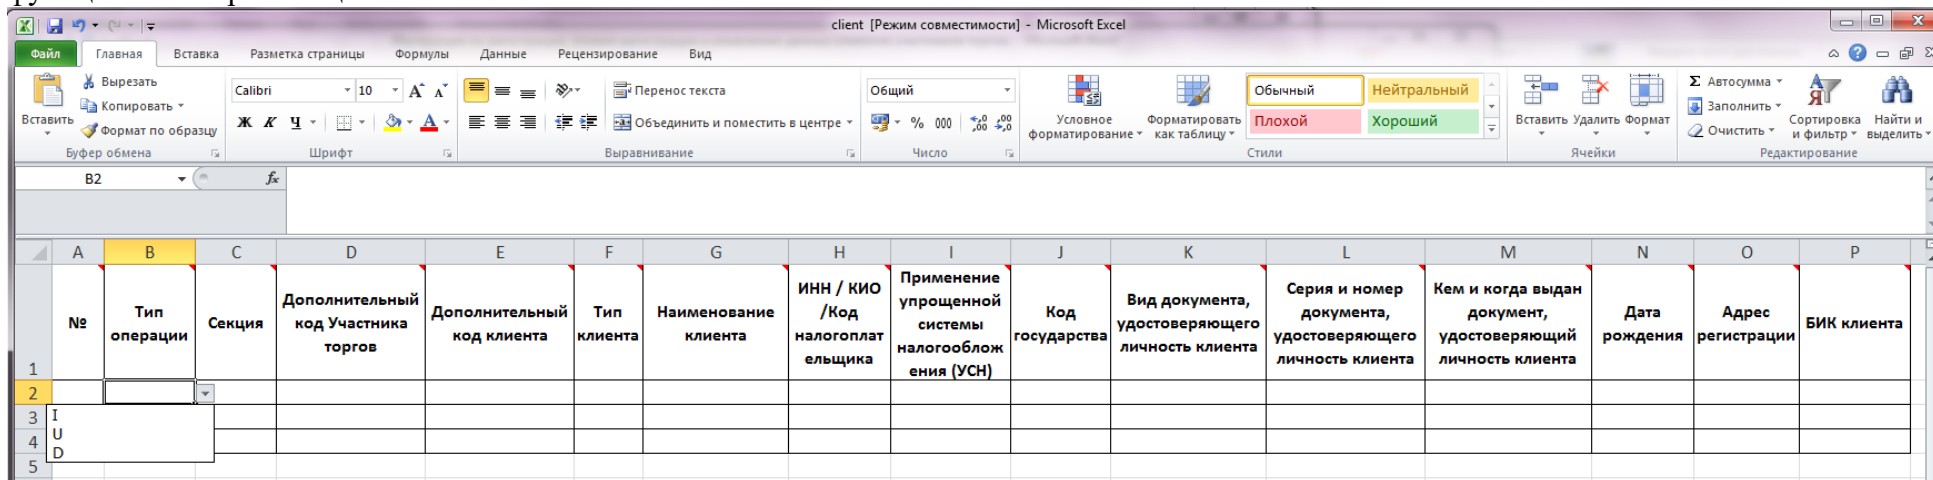 client [Режим совместимости] - Microsoft Excel
Файл Главная Вставка Разметка страницы Формулы Данные Рецензирование Вид
Вставить
Вырезать
Копировать
Формат по образцу
Буфер обмена
Calibri 10
Ж К Ч
Шрифт
Перенос текста
Объединить и поместить в центре
Выравнивание
Общий
% 000
Число
Условное форматирование
Форматировать как таблицу
Обычный Нейтральный
Плохой Хороший
Стили
Вставить Удалить Формат
Ячейки
Σ Автосумма
Заполнить
Очистить
Сортировка и фильтр
Найти и выделить
Редактирование
B2 fx
A B C D E F G H I J K L M N O P
1
№
Тип
операции
Секция
Дополнительный
код Участника
торгов
Дополнительный
код клиента
Тип
клиента
Наименование
клиента
ИНН / КИО
/Код
налогоплат
ельщика
Применение
упрощенной
системы
налогооблож
ения (УСН)
Код
государства
Вид документа,
удостоверяющего
личность клиента
Серия и номер
документа,
удостоверяющего
личность клиента
Кем и когда выдан
документ,
удостоверяющий
личность клиента
Дата
рождения
Адрес
регистрации
БИК клиента
2
3 I
4 U
D
5